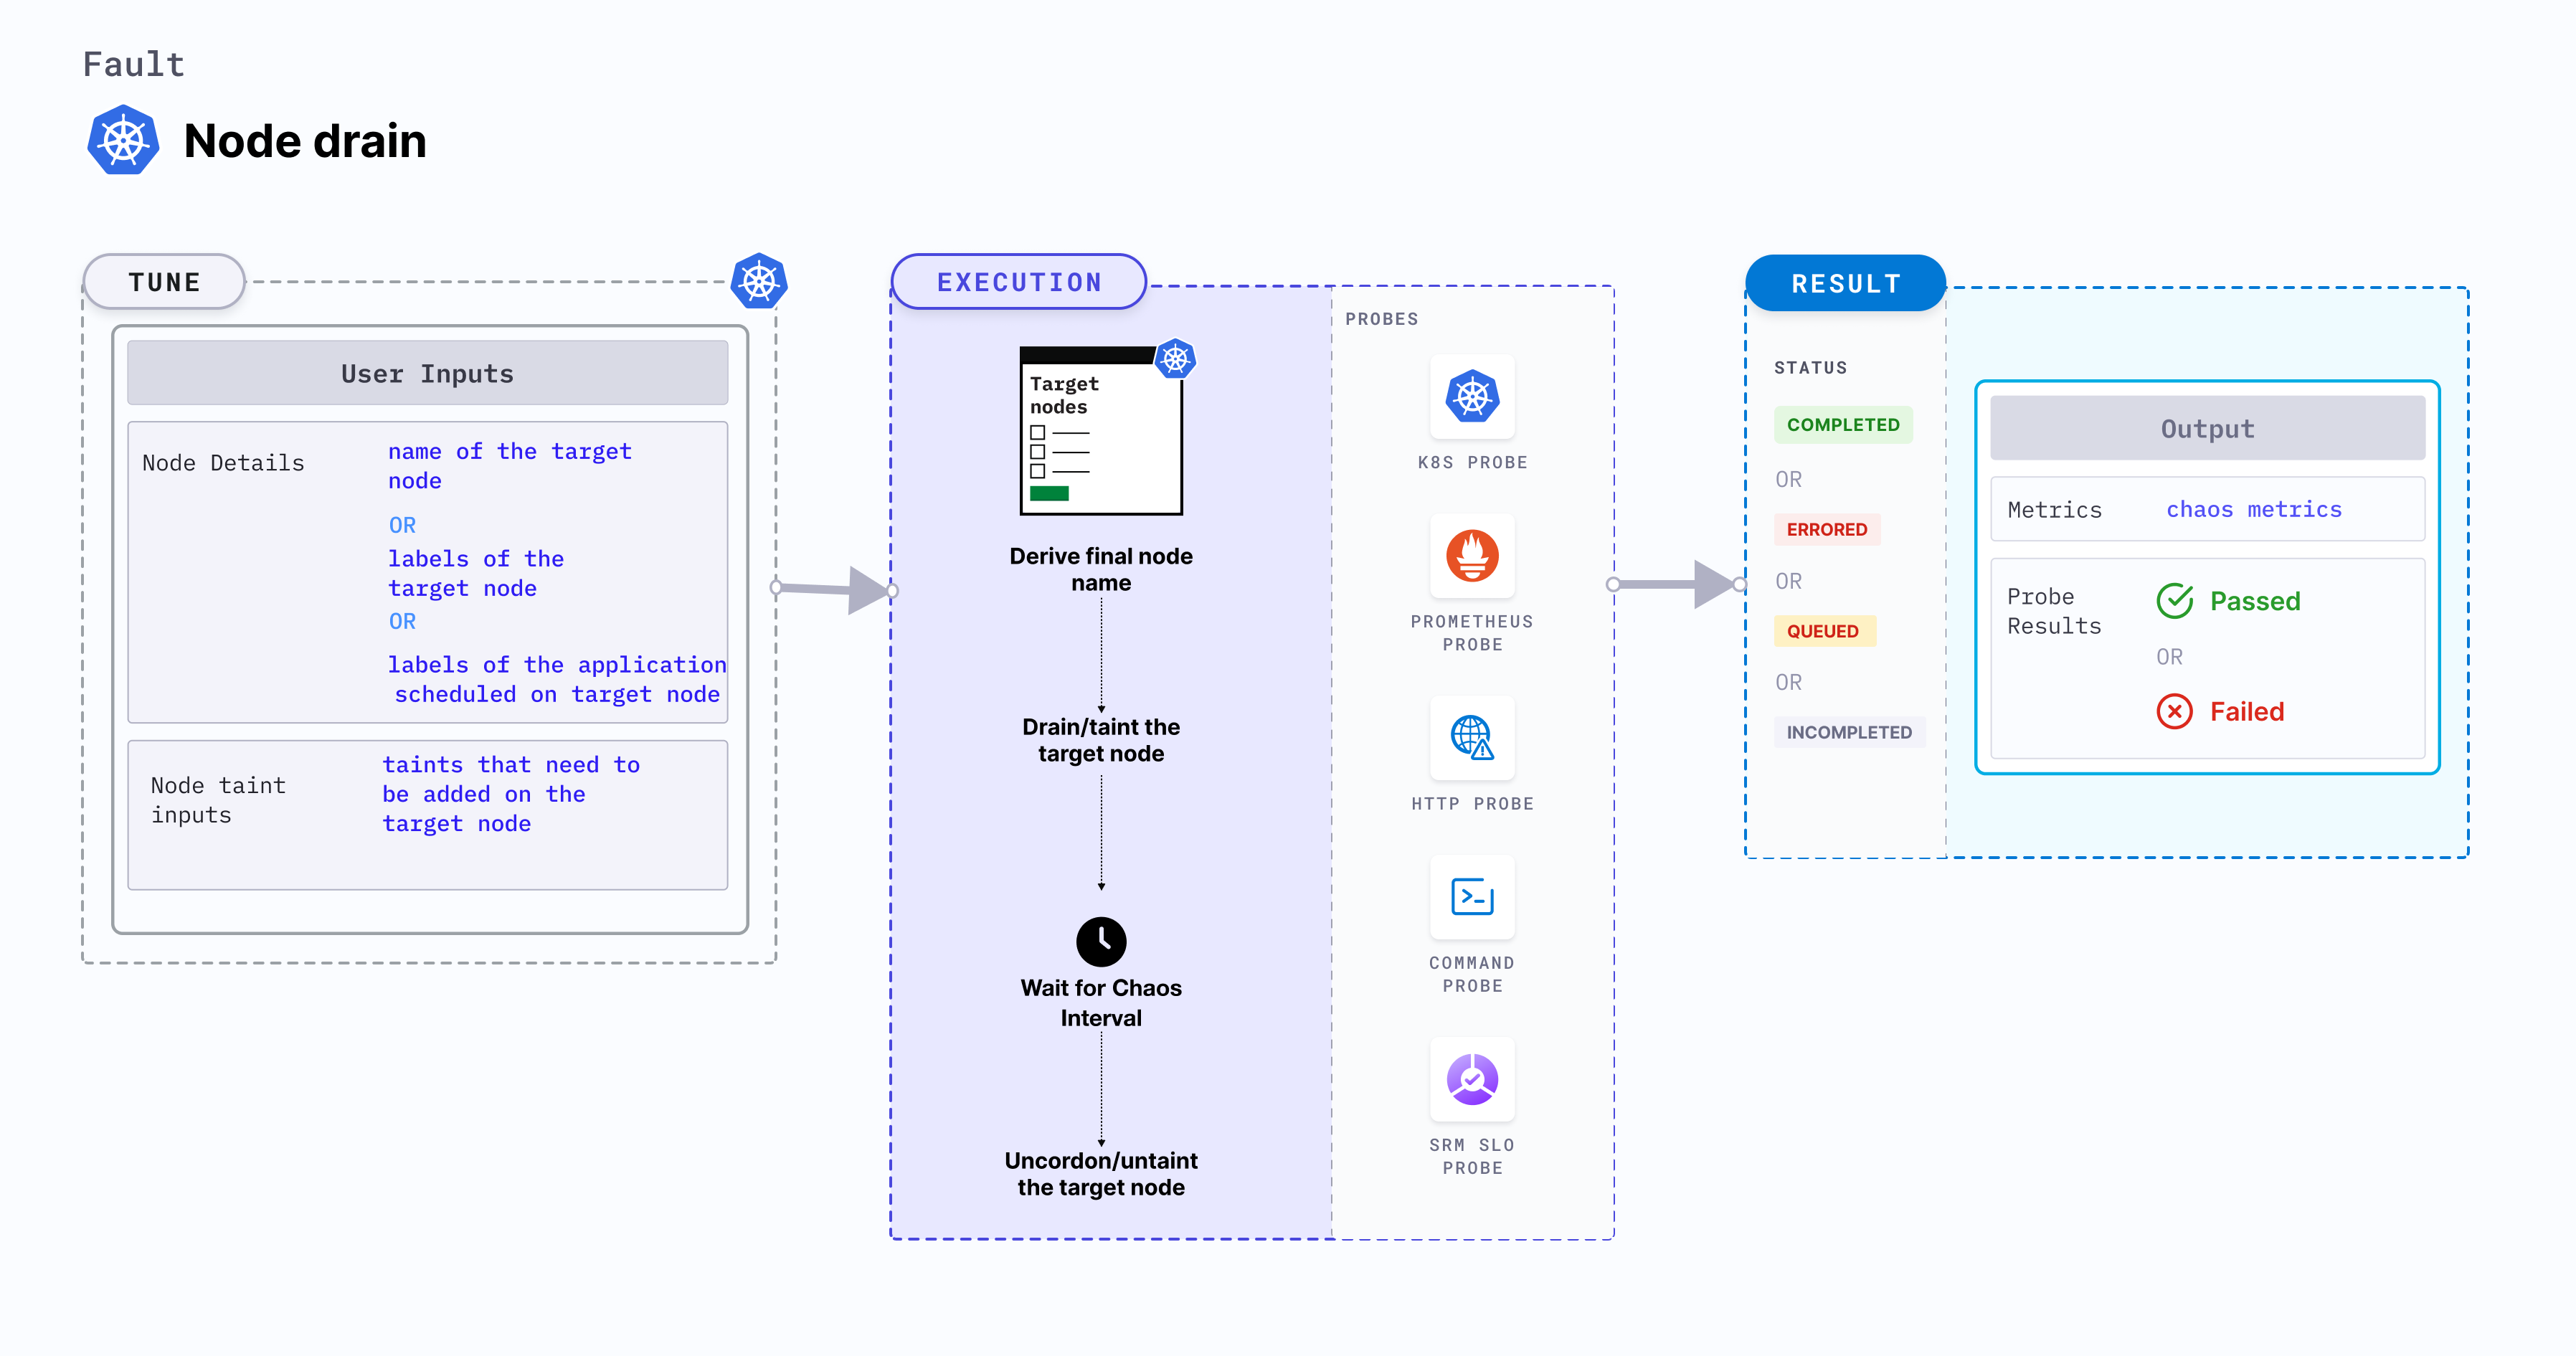 Fault
Node drain
TUNE
User Inputs
Node Details
name of the target
node
OR
labels of the
target node
OR
labels of the application
scheduled on target node
Node taint
inputs
taints that need to
be added on the
target node
EXECUTION
Target
nodes
Derive final node
name
Drain/taint the
target node
Wait for Chaos
Interval
Uncordon/untaint
the target node
PROBES
K8S PROBE
PROMETHEUS
PROBE
HTTP PROBE
COMMAND
PROBE
SRM SLO
PROBE
RESULT
STATUS
COMPLETED
OR
ERRORED
OR
QUEUED
OR
INCOMPLETED
Output
Metrics
chaos metrics
Probe
Results
Passed
OR
Failed